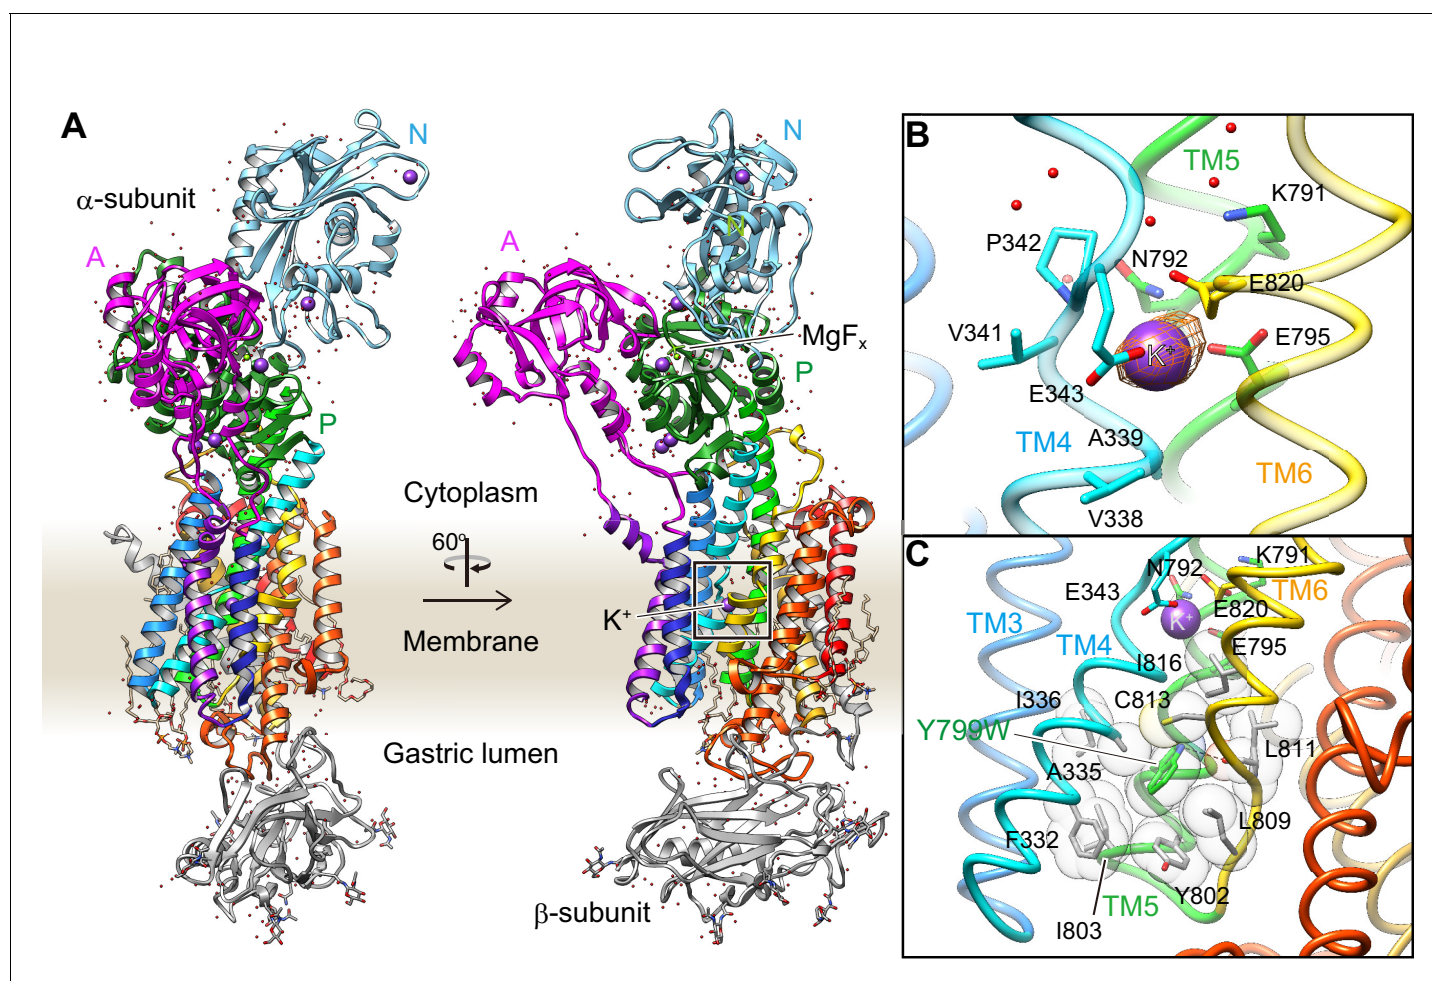 A
α-subunit
N
A
P
Cytoplasm
60°
Membrane
Gastric lumen
N
N
A
MgFx
P
K+
β-subunit
B
TM5
K791
P342
N792
E820
V341
E795
K+
E343
A339
TM4
TM6
V338
C
N792
K791
E343
TM6
E820
K+
TM3
TM4
E795
I816
I336
C813
Y799W
L811
A335
L809
F332
Y802
TM5
I803